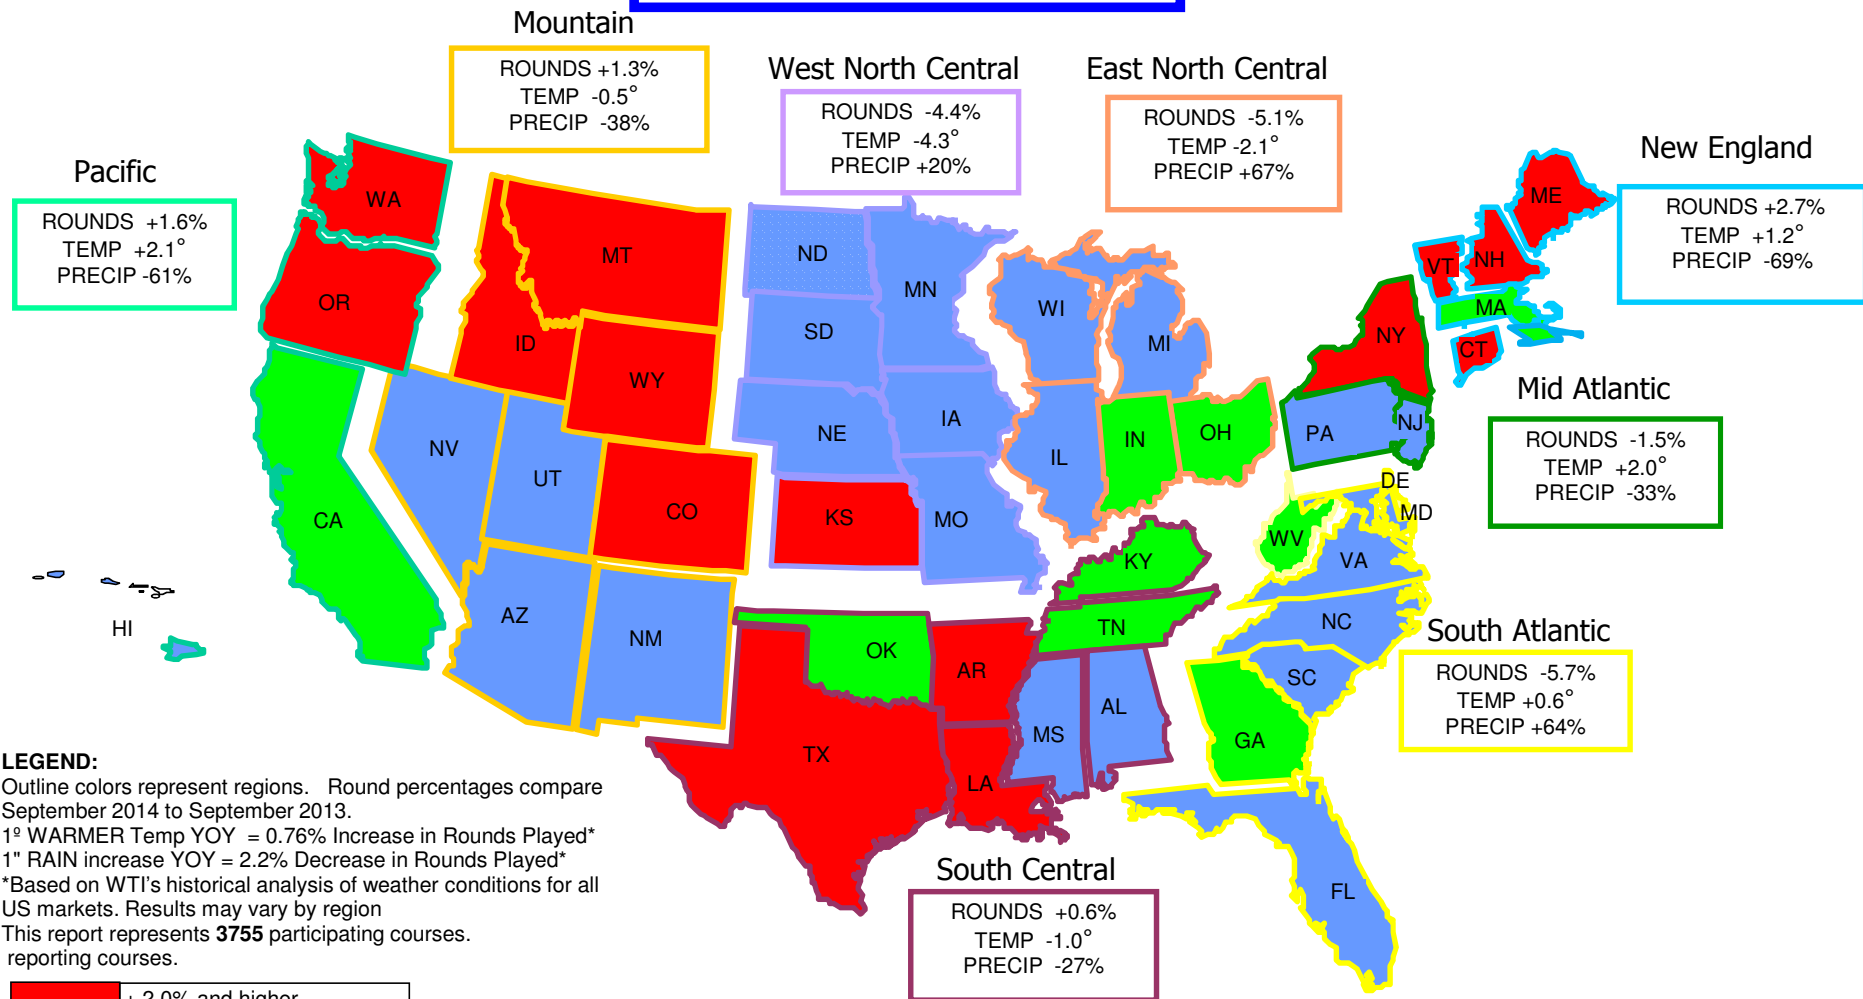 Mountain
ROUNDS +1.3%
TEMP -0.5°
PRECIP -38%
West North Central
ROUNDS -4.4%
TEMP -4.3°
PRECIP +20%
East North Central
ROUNDS -5.1%
TEMP -2.1°
PRECIP +67%
New England
ROUNDS +2.7%
TEMP +1.2°
PRECIP -69%
Pacific
ROUNDS +1.6%
TEMP +2.1°
PRECIP -61%
Mid Atlantic
ROUNDS -1.5%
TEMP +2.0°
PRECIP -33%
South Atlantic
ROUNDS -5.7%
TEMP +0.6°
PRECIP +64%
South Central
ROUNDS +0.6%
TEMP -1.0°
PRECIP -27%
WA
OR
CA
HI
MT
ID
WY
NV
UT
CO
AZ
NM
ND
SD
NE
KS
MN
IA
MO
WI
MI
IL
IN
OH
KY
TN
OK
AR
TX
LA
MS
AL
ME
VT
NH
MA
CT
NY
PA
NJ
DE
MD
WV
VA
NC
SC
GA
FL
LEGEND:
Outline colors represent regions. Round percentages compare
September 2014 to September 2013.
1º WARMER Temp YOY = 0.76% Increase in Rounds Played*
1" RAIN increase YOY = 2.2% Decrease in Rounds Played*
*Based on WTI's historical analysis of weather conditions for all
US markets. Results may vary by region
This report represents 3755 participating courses.
reporting courses.
+ 2.0% and higher